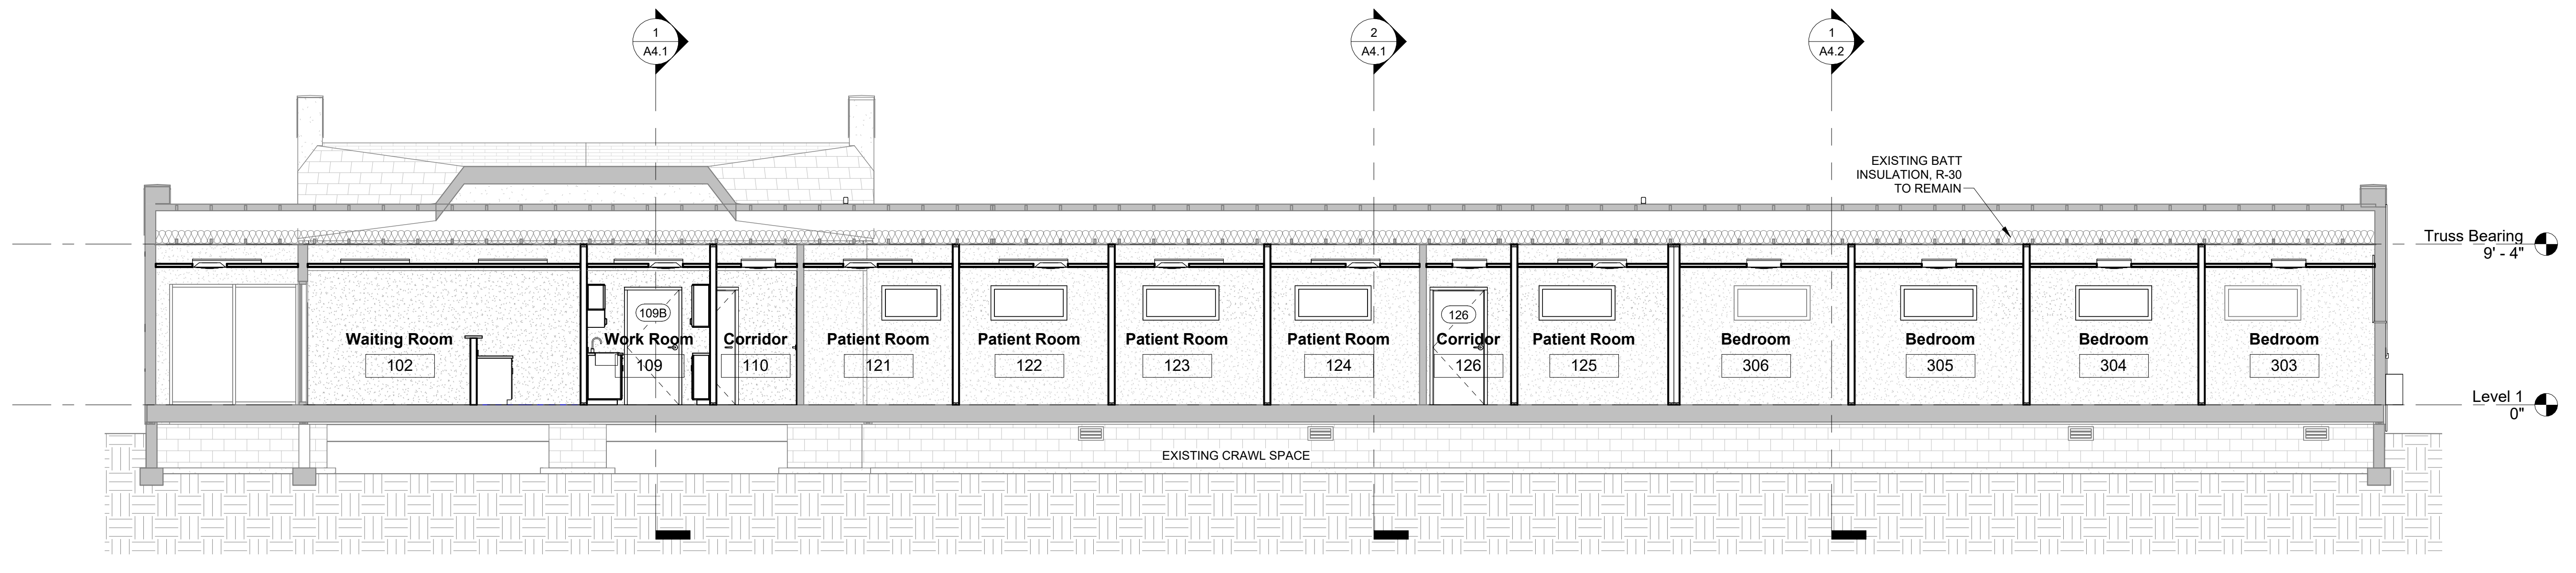 1
A4.1
2
A4.1
1
A4.2
EXISTING BATT
INSULATION, R-30
TO REMAIN
Truss Bearing
9' - 4"
109B
126
Waiting Room
102
Work Room
109
Corridor
110
Patient Room
121
Patient Room
122
Patient Room
123
Patient Room
124
Corridor
126
Patient Room
125
Bedroom
306
Bedroom
305
Bedroom
304
Bedroom
303
Level 1
0"
EXISTING CRAWL SPACE